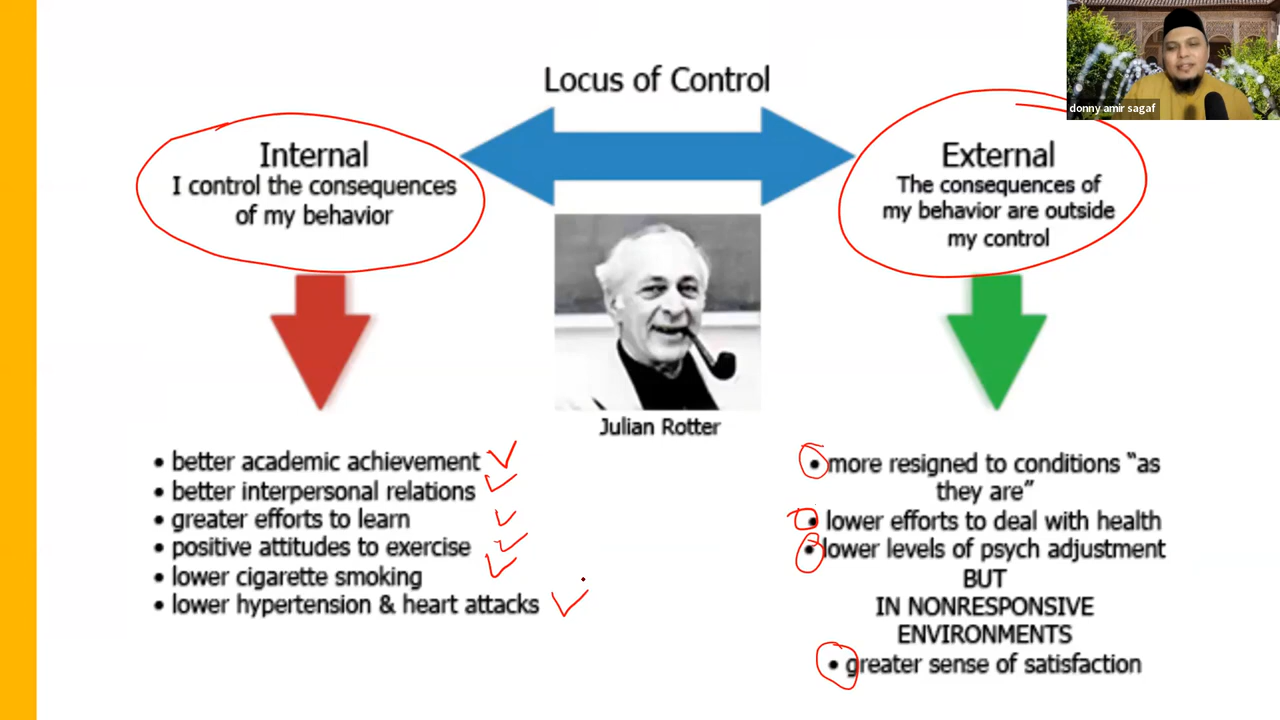 Locus of Control
donny amir sagaf
Internal
I control the consequences
of my behavior
External
The consequences of
my behavior are outside
my control
Julian Rotter
• better academic achievement
• better interpersonal relations
• greater efforts to learn
• positive attitudes to exercise
• lower cigarette smoking
• lower hypertension & heart attacks
• more resigned to conditions “as
they are”
• lower efforts to deal with health
• lower levels of psych adjustment
BUT
IN NONRESPONSIVE
ENVIRONMENTS
• greater sense of satisfaction